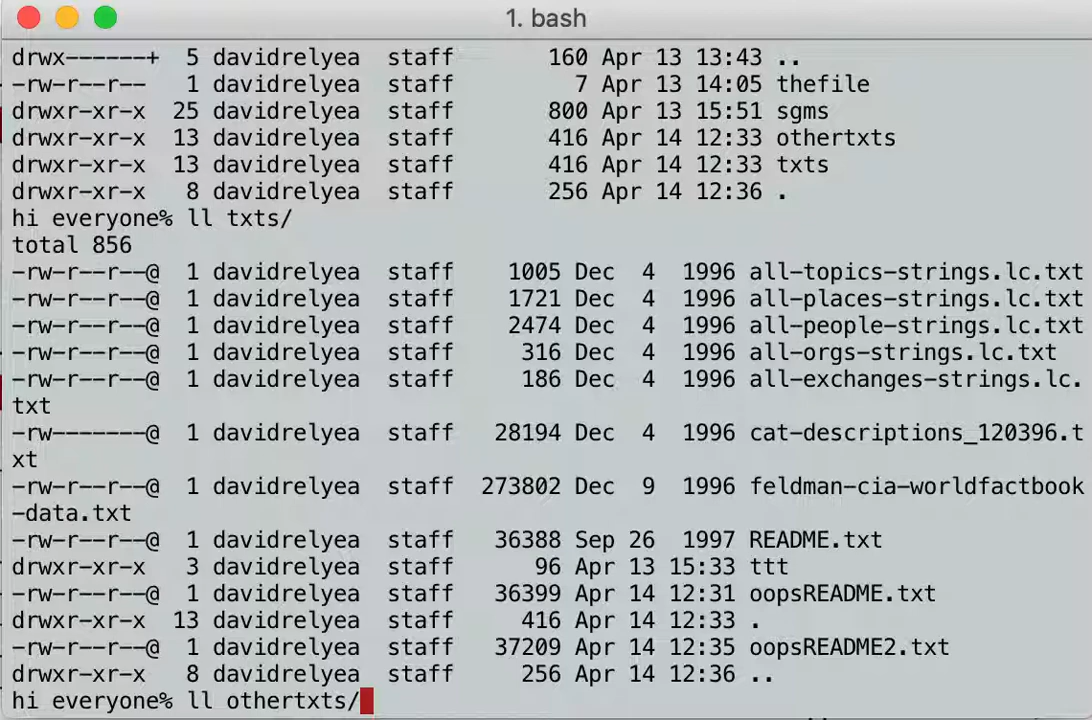 1. bash
drwx------+  5 davidrelyea  staff       160 Apr 13 13:43 ..
-rw-r--r--   1 davidrelyea  staff         7 Apr 13 14:05 thefile
drwxr-xr-x  25 davidrelyea  staff       800 Apr 13 15:51 sgms
drwxr-xr-x  13 davidrelyea  staff       416 Apr 14 12:33 othertxts
drwxr-xr-x  13 davidrelyea  staff       416 Apr 14 12:33 txts
drwxr-xr-x   8 davidrelyea  staff       256 Apr 14 12:36 .
hi everyone% ll txts/
total 856
-rw-r--r--@  1 davidrelyea  staff    1005 Dec  4  1996 all-topics-strings.lc.txt
-rw-r--r--@  1 davidrelyea  staff    1721 Dec  4  1996 all-places-strings.lc.txt
-rw-r--r--@  1 davidrelyea  staff    2474 Dec  4  1996 all-people-strings.lc.txt
-rw-r--r--@  1 davidrelyea  staff     316 Dec  4  1996 all-orgs-strings.lc.txt
-rw-r--r--@  1 davidrelyea  staff     186 Dec  4  1996 all-exchanges-strings.lc.
txt
-rw-------@  1 davidrelyea  staff   28194 Dec  4  1996 cat-descriptions_120396.t
xt
-rw-r--r--@  1 davidrelyea  staff  273802 Dec  9  1996 feldman-cia-worldfactbook
-data.txt
-rw-r--r--@  1 davidrelyea  staff   36388 Sep 26  1997 README.txt
drwxr-xr-x   3 davidrelyea  staff      96 Apr 13 15:33 ttt
-rw-r--r--@  1 davidrelyea  staff   36399 Apr 14 12:31 oopsREADME.txt
drwxr-xr-x  13 davidrelyea  staff     416 Apr 14 12:33 .
-rw-r--r--@  1 davidrelyea  staff   37209 Apr 14 12:35 oopsREADME2.txt
drwxr-xr-x   8 davidrelyea  staff     256 Apr 14 12:36 ..
hi everyone% ll othertxts/